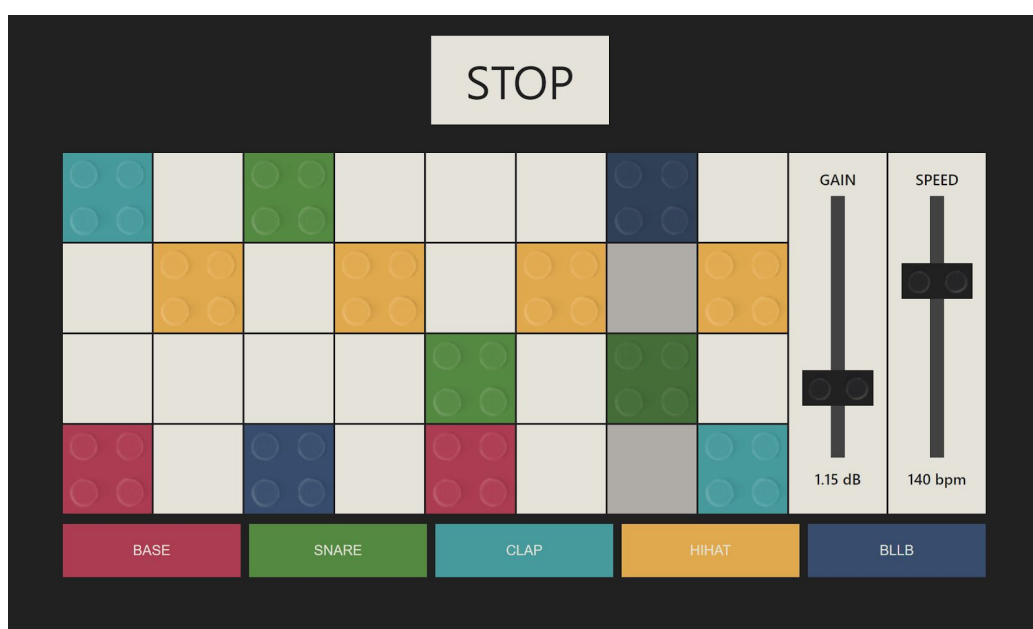 STOP
GAIN
SPEED
1.15 dB
140 bpm
BASE
SNARE
CLAP
HIHAT
BLLB